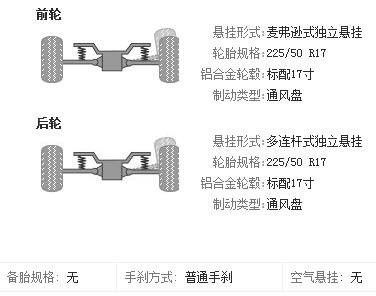 前轮
悬挂形式:麦弗逊式独立悬挂
轮胎规格:225/50 R17
铝合金轮毂:标配17寸
制动类型:通风盘
后轮
悬挂形式:多连杆式独立悬挂
轮胎规格:225/50 R17
铝合金轮毂:标配17寸
制动类型:通风盘
备胎规格: 无 手刹方式: 普通手刹 空气悬挂: 无